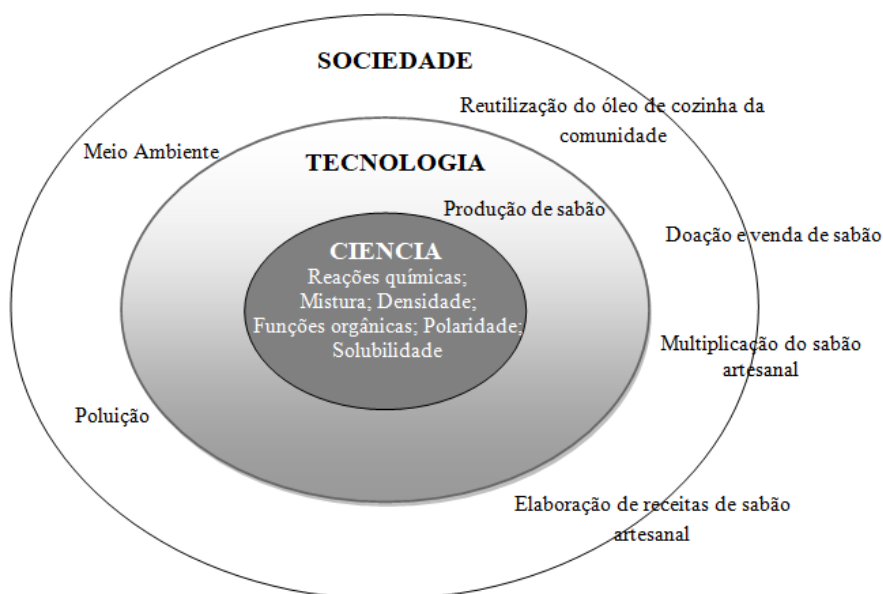 SOCIEDADE
Reutilização do óleo de cozinha da
comunidade
Meio Ambiente
TECNOLOGIA
Produção de sabão
Doação e venda de sabão
CIENCIA
Reações químicas;
Mistura; Densidade;
Funções orgânicas; Polaridade;
Solubilidade
Multiplicação do sabão
artesanal
Poluição
Elaboração de receitas de sabão
artesanal